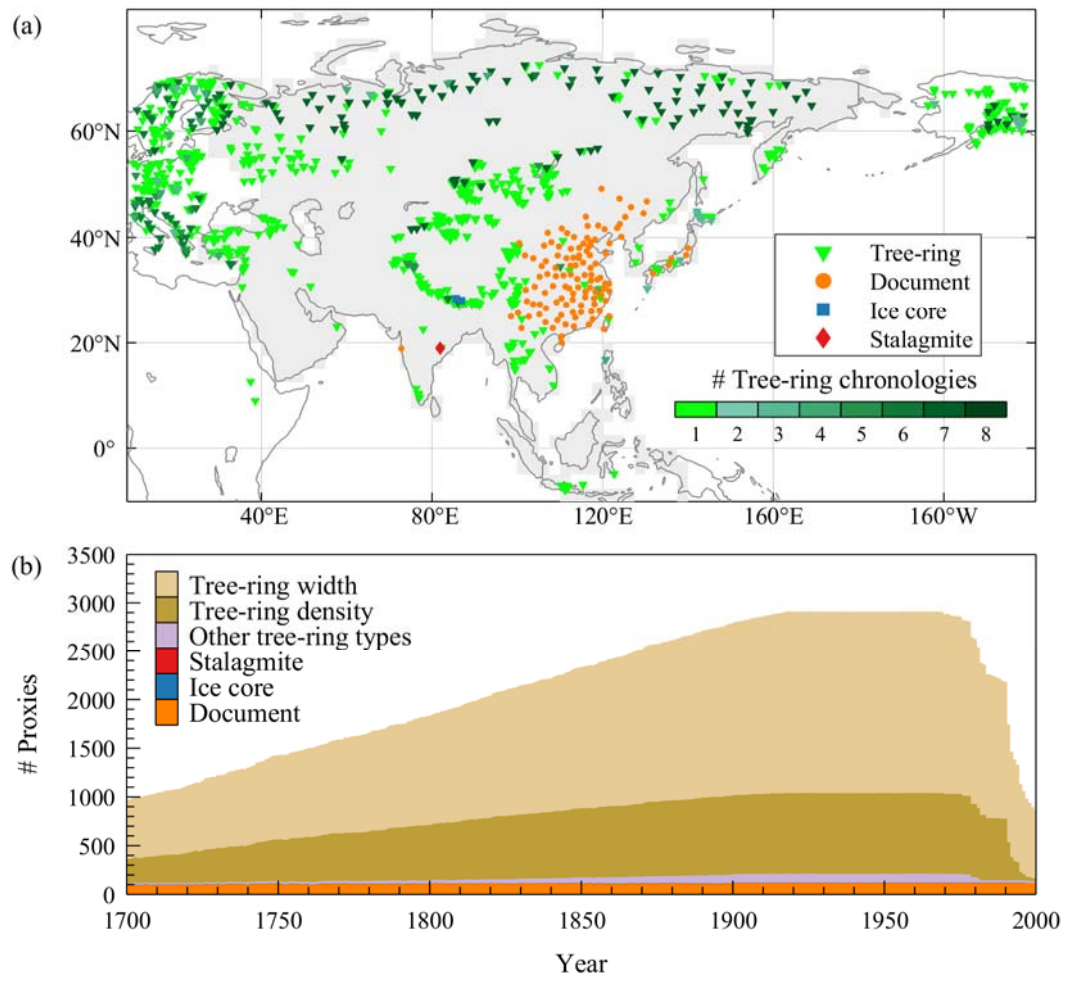 (a)
60°N
40°N
20°N
0°
40°E 80°E 120°E 160°E 160°W
Tree-ring
Document
Ice core
Stalagmite
# Tree-ring chronologies
1 2 3 4 5 6 7 8
(b)
3500
3000
2500
2000
1500
1000
500
0
# Proxies
Tree-ring width
Tree-ring density
Other tree-ring types
Stalagmite
Ice core
Document
1700 1750 1800 1850 1900 1950 2000
Year